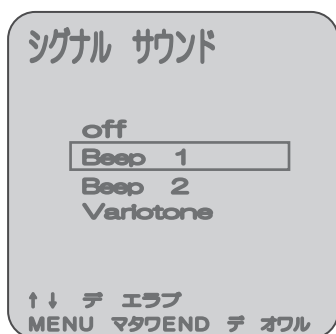 シグナル サウンド
off
Beep 1
Beep 2
Variotone
↑↓ デ エラブ
MENU マタワEND デ オワル